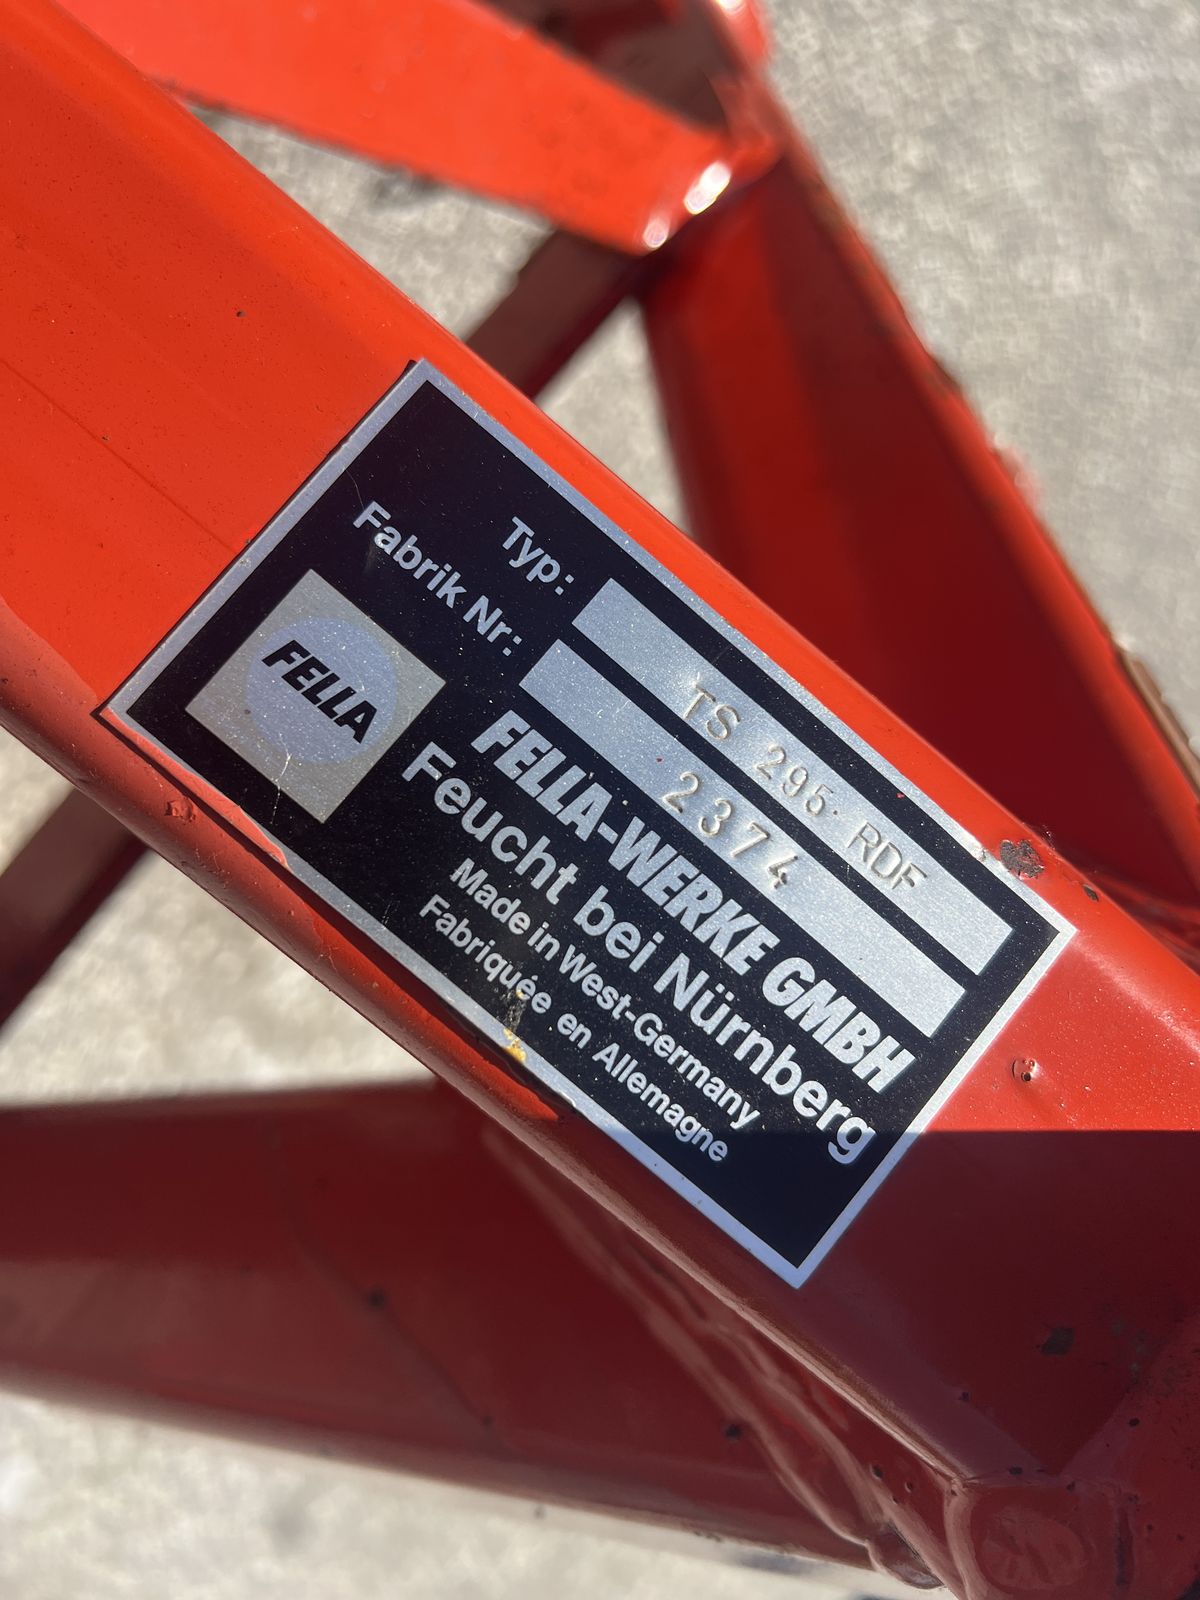 Typ: TS 295. RDF
Fabrik Nr: 2374
FELLA
FELLA-WERKE GMBH
Feucht bei Nürnberg
Made in West-Germany
Fabriquée en Allemagne